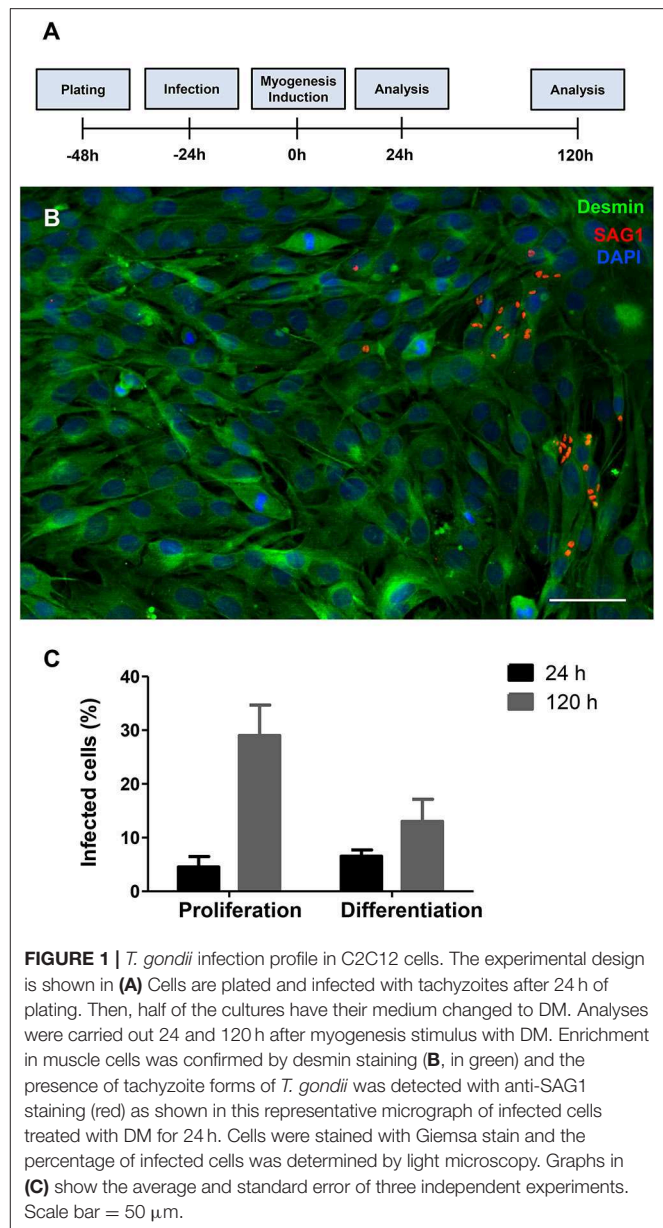 A
Plating
Infection
Myogenesis
Induction
Analysis
Analysis
-48h
-24h
0h
24h
120h
B
Desmin
SAG1
DAPI
C
40
30
20
10
0
Infected cells (%)
24 h
120 h
Proliferation
Differentiation
FIGURE 1 | T. gondii infection profile in C2C12 cells. The experimental design
is shown in (A) Cells are plated and infected with tachyzoites after 24 h of
plating. Then, half of the cultures have their medium changed to DM. Analyses
were carried out 24 and 120 h after myogenesis stimulus with DM. Enrichment
in muscle cells was confirmed by desmin staining (B, in green) and the
presence of tachyzoite forms of T. gondii was detected with anti-SAG1
staining (red) as shown in this representative micrograph of infected cells
treated with DM for 24 h. Cells were stained with Giemsa stain and the
percentage of infected cells was determined by light microscopy. Graphs in
(C) show the average and standard error of three independent experiments.
Scale bar = 50 μm.